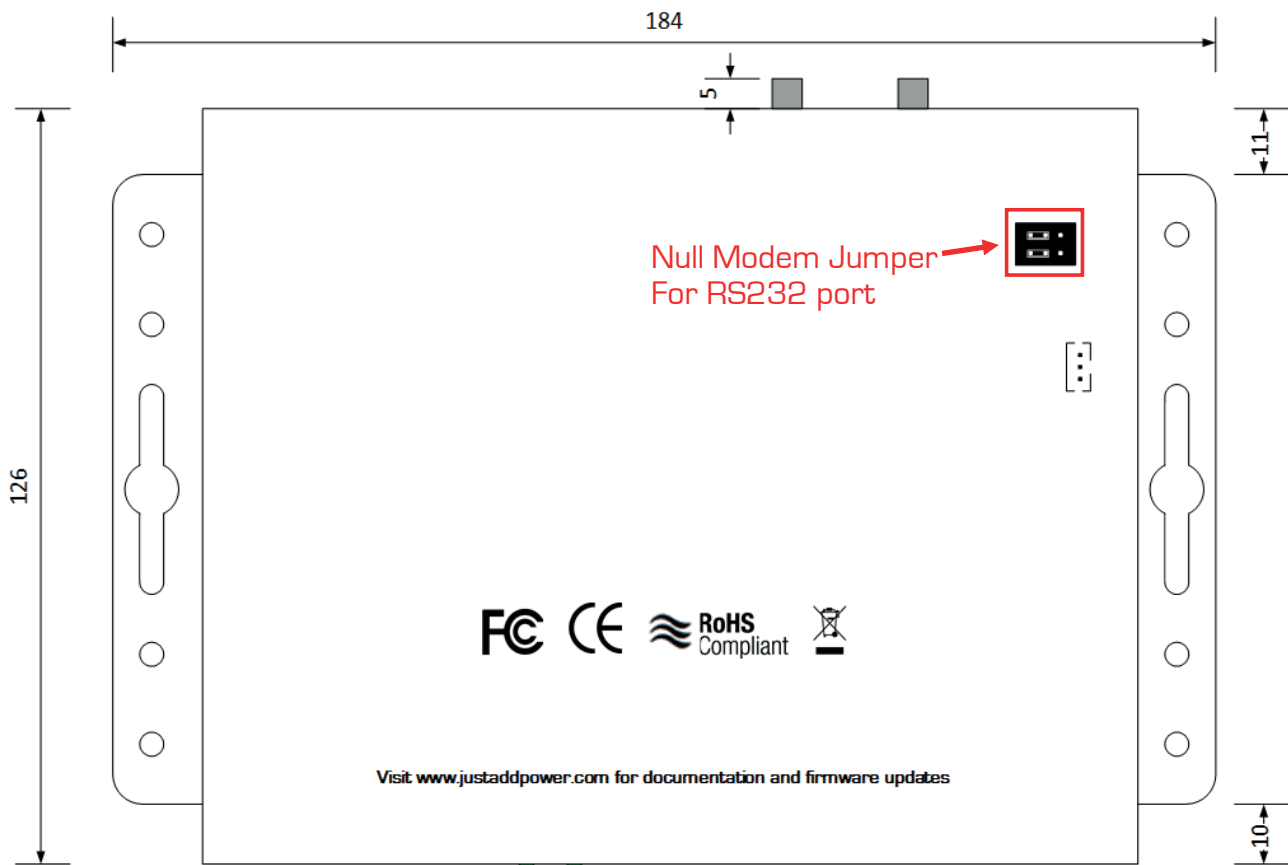 184
5
11
Null Modem Jumper
For RS232 port
126
FC CE RoHS
Compliant
Visit www.justaddpower.com for documentation and firmware updates
10